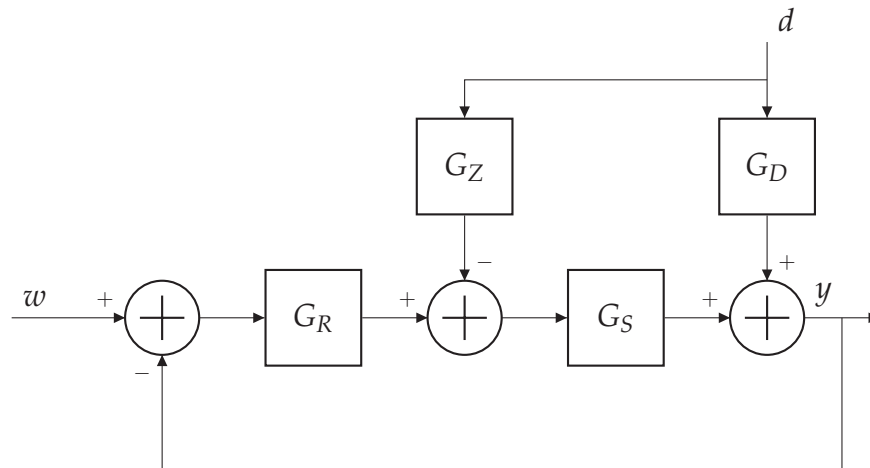 d
G_Z G_D
− +
w + G_R + G_S + y
−